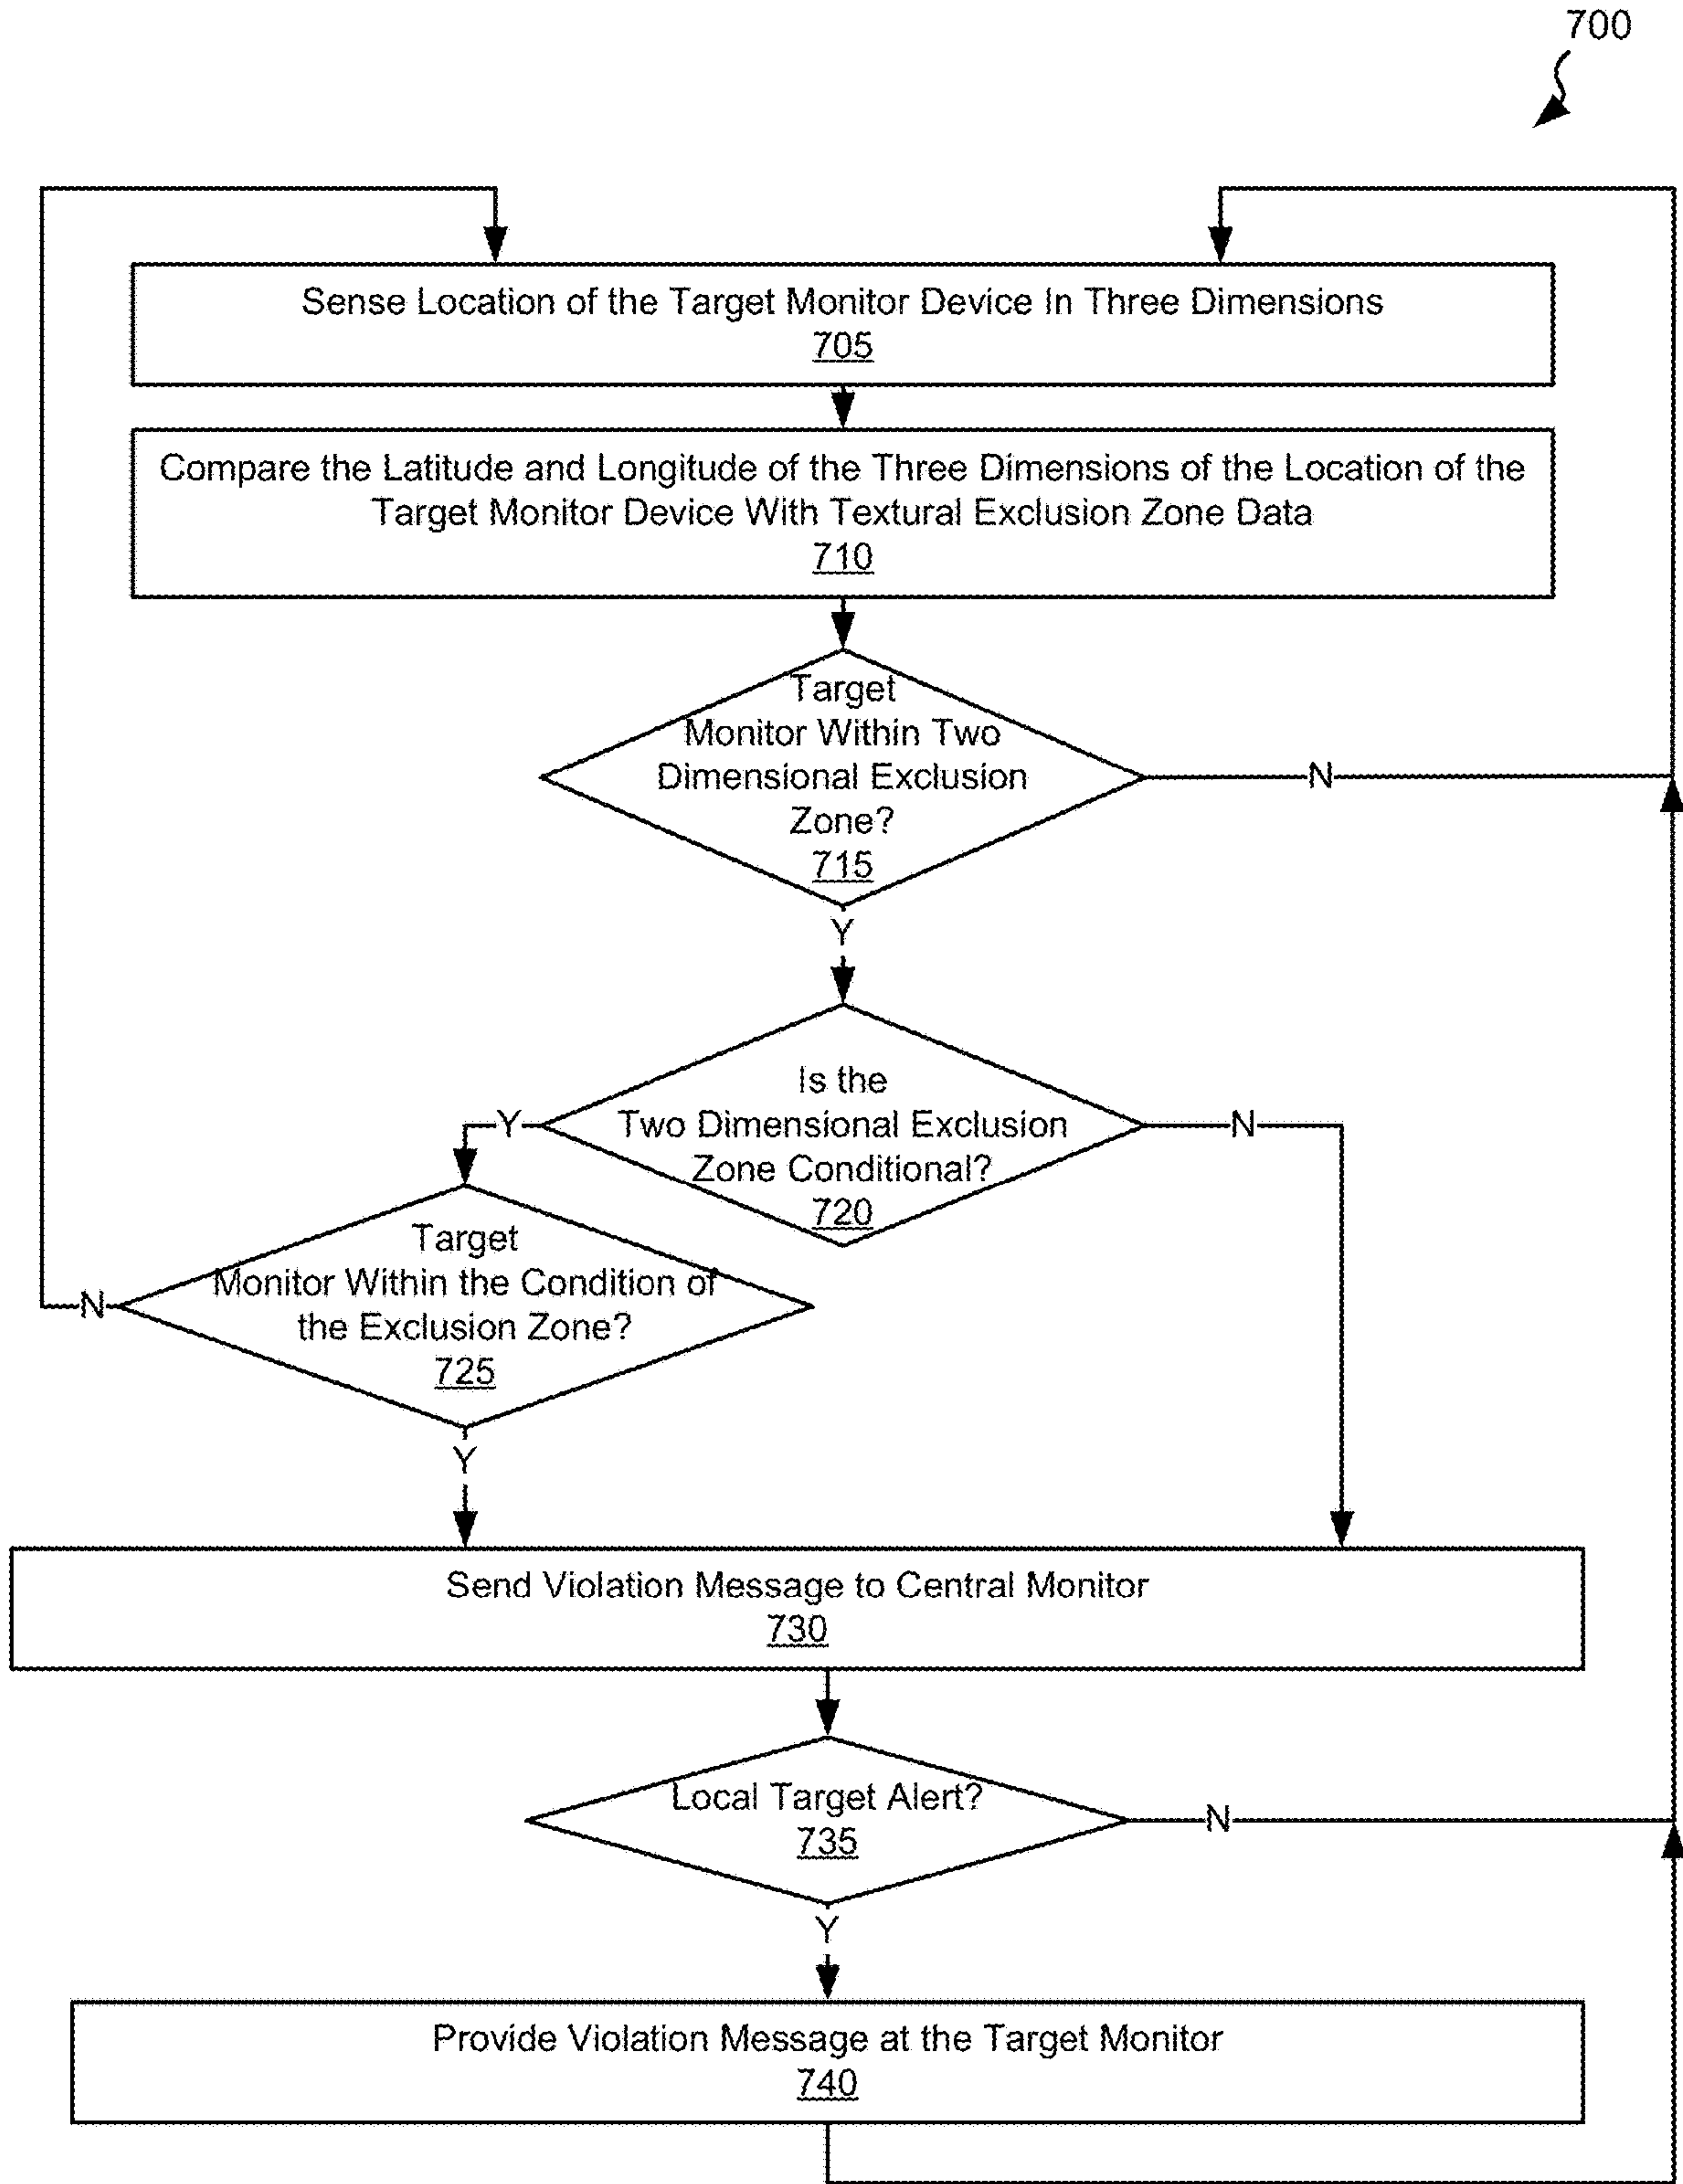 700
Sense Location of the Target Monitor Device In Three Dimensions
705
Compare the Latitude and Longitude of the Three Dimensions of the Location of the
Target Monitor Device With Textural Exclusion Zone Data
710
Target
Monitor Within Two
Dimensional Exclusion
Zone?
715
N
Y
Is the
Two Dimensional Exclusion
Zone Conditional?
720
Y
N
Target
Monitor Within the Condition of
the Exclusion Zone?
725
N
Y
Send Violation Message to Central Monitor
730
Local Target Alert?
735
N
Y
Provide Violation Message at the Target Monitor
740